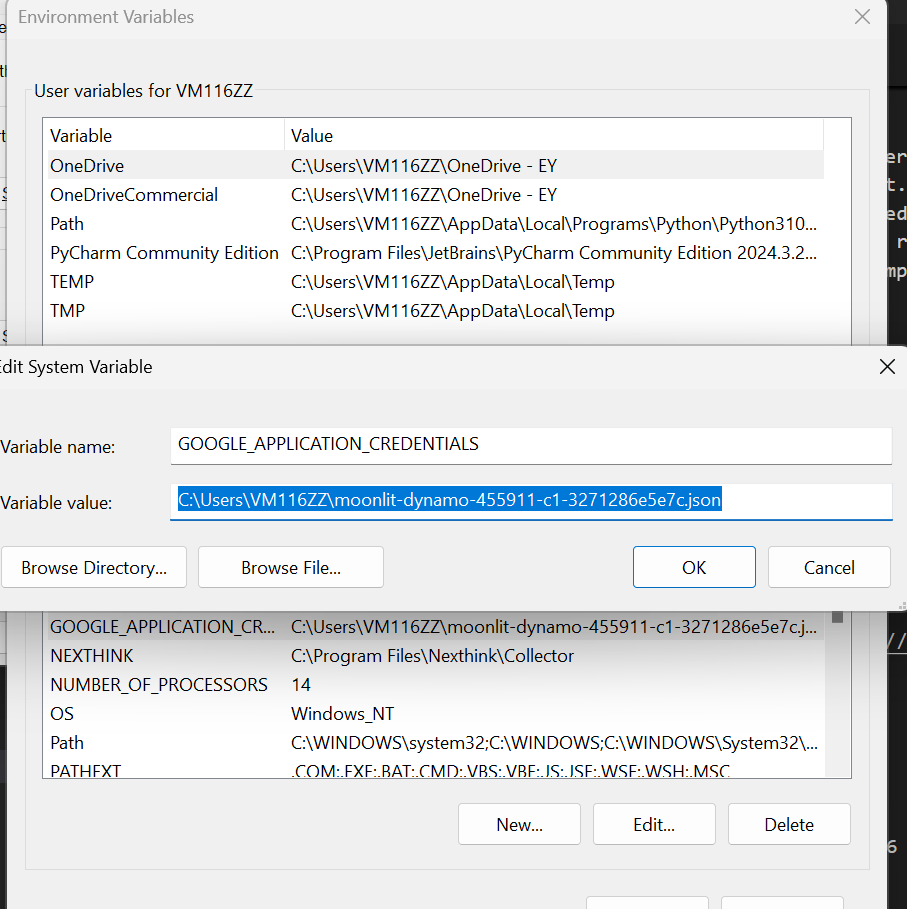 Environment Variables
User variables for VM116ZZ
Variable Value
OneDrive C:\Users\VM116ZZ\OneDrive - EY
OneDriveCommercial C:\Users\VM116ZZ\OneDrive - EY
Path C:\Users\VM116ZZ\AppData\Local\Programs\Python\Python310...
PyCharm Community Edition C:\Program Files\JetBrains\PyCharm Community Edition 2024.3.2...
TEMP C:\Users\VM116ZZ\AppData\Local\Temp
TMP C:\Users\VM116ZZ\AppData\Local\Temp
dit System Variable
Variable name: GOOGLE_APPLICATION_CREDENTIALS
Variable value: C:\Users\VM116ZZ\moonlit-dynamo-455911-c1-3271286e5e7c.json
Browse Directory... Browse File... OK Cancel
GOOGLE_APPLICATION_CR... C:\Users\VM116ZZ\moonlit-dynamo-455911-c1-3271286e5e7c.j...
NEXTHINK C:\Program Files\Nexthink\Collector
NUMBER_OF_PROCESSORS 14
OS Windows_NT
Path C:\WINDOWS\system32;C:\WINDOWS;C:\WINDOWS\System32\...
PATHEXT .COM;.EXE;.BAT;.CMD;.VBS;.VBE;.JS;.JSE;.WSF;.WSH;.MSC
New... Edit... Delete